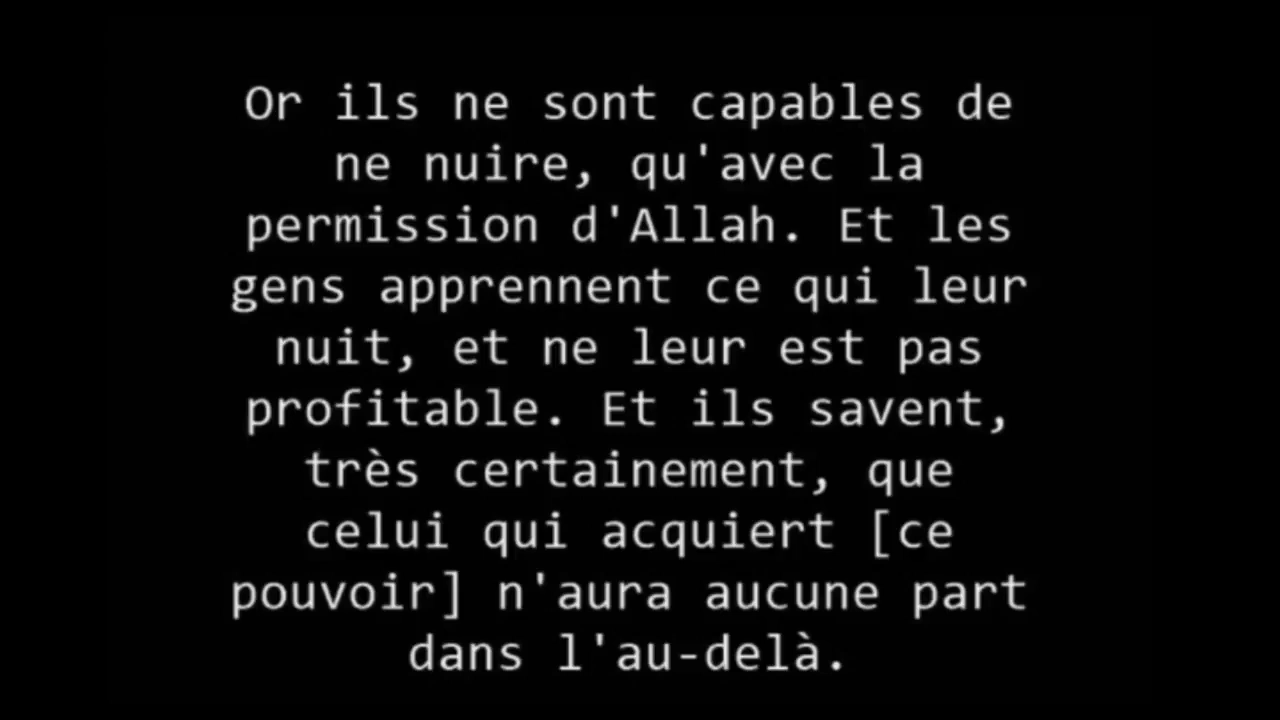 Or ils ne sont capables de
ne nuire, qu'avec la
permission d'Allah. Et les
gens apprennent ce qui leur
nuit, et ne leur est pas
profitable. Et ils savent,
très certainement, que
celui qui acquiert [ce
pouvoir] n'aura aucune part
dans l'au-delà.